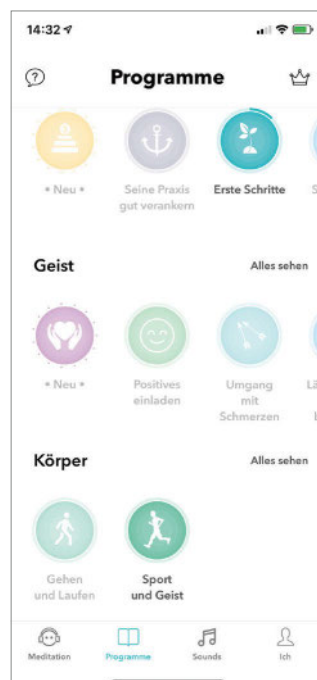 14:32
Programme
• Neu •
Seine Praxis
gut verankern
Erste Schritte
S
Geist
Alles sehen
• Neu •
Positives
einladen
Umgang
mit
Schmerzen
Lä
b
Körper
Alles sehen
Gehen
und Laufen
Sport
und Geist
Meditation
Programme
Sounds
Ich